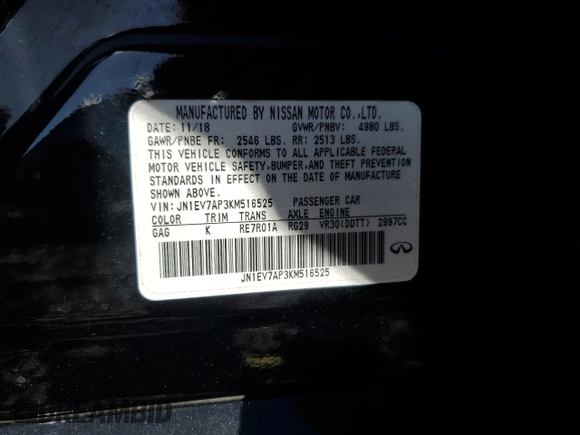 MANUFACTURED BY NISSAN MOTOR CO.,LTD.
DATE: 11/18 GVWR/PNBV: 4980 LBS.
GAWR/PNBE FR: 2546 LBS. RR: 2513 LBS.
THIS VEHICLE CONFORMS TO ALL APPLICABLE FEDERAL
MOTOR VEHICLE SAFETY,BUMPER,AND THEFT PREVENTION
STANDARDS IN EFFECT ON THE DATE OF MANUFACTURE
SHOWN ABOVE.
VIN: JN1EV7AP3KM516525 PASSENGER CAR
COLOR TRIM TRANS AXLE ENGINE
GAG K RE7R01A RG29 VR30(DDTT) 2997CC
JN1EV7AP3KM516525
DREAMBID